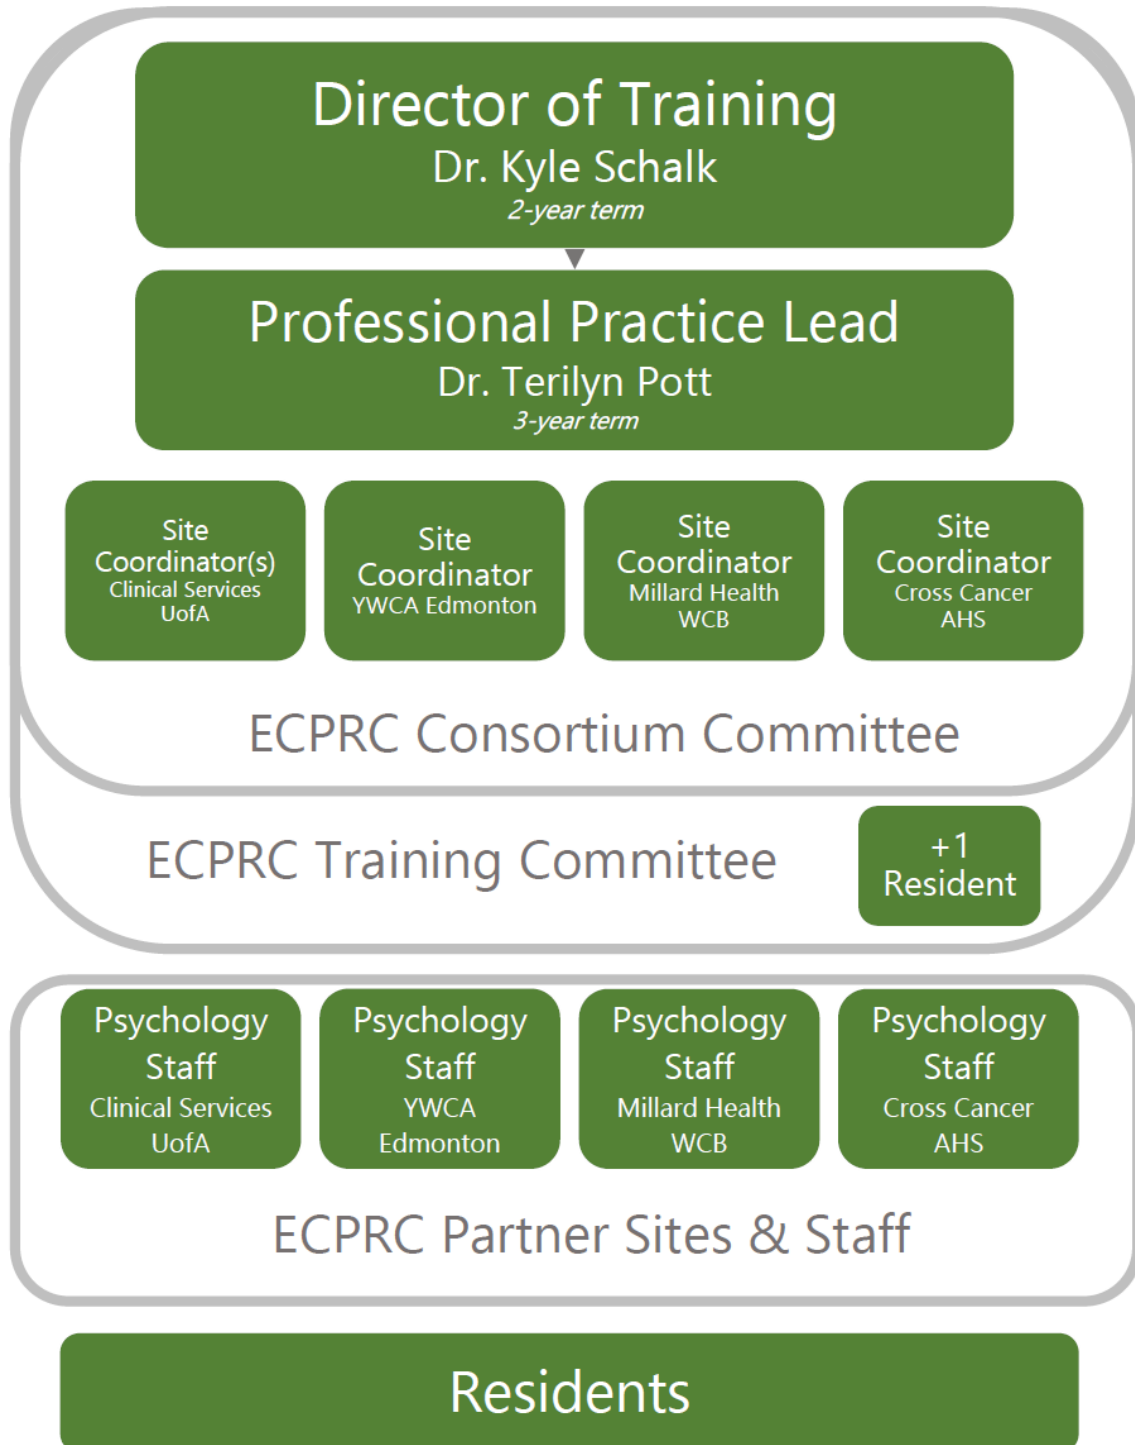 Director of Training
Dr. Kyle Schalk
2-year term
Professional Practice Lead
Dr. Terilyn Pott
3-year term
Site
Coordinator(s)
Clinical Services
UofA
Site
Coordinator
YWCA Edmonton
Site
Coordinator
Millard Health
WCB
Site
Coordinator
Cross Cancer
AHS
ECPRC Consortium Committee
ECPRC Training Committee
+1
Resident
Psychology
Staff
Clinical Services
UofA
Psychology
Staff
YWCA
Edmonton
Psychology
Staff
Millard Health
WCB
Psychology
Staff
Cross Cancer
AHS
ECPRC Partner Sites & Staff
Residents